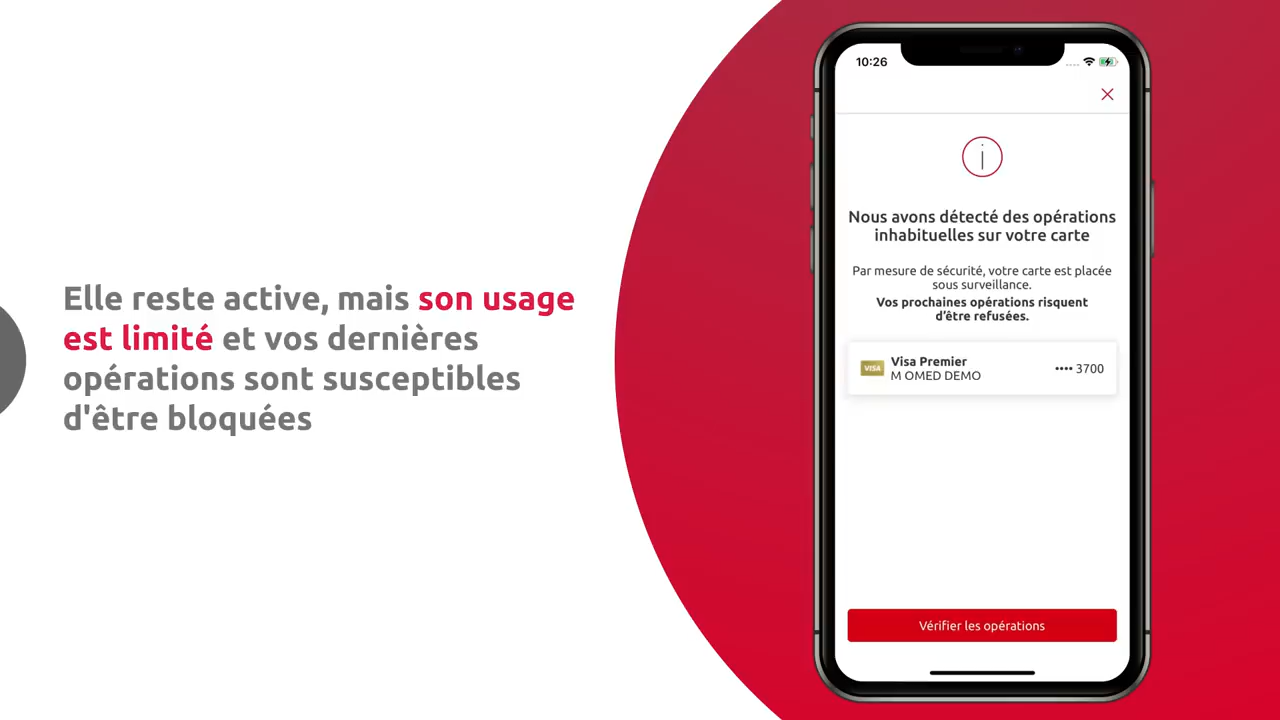 Elle reste active, mais son usage
est limité et vos dernières
opérations sont susceptibles
d'être bloquées
10:26
Nous avons détecté des opérations
inhabituelles sur votre carte
Par mesure de sécurité, votre carte est placée
sous surveillance.
Vos prochaines opérations risquent
d'être refusées.
VISA
Visa Premier
M OMED DEMO
•••• 3700
Vérifier les opérations